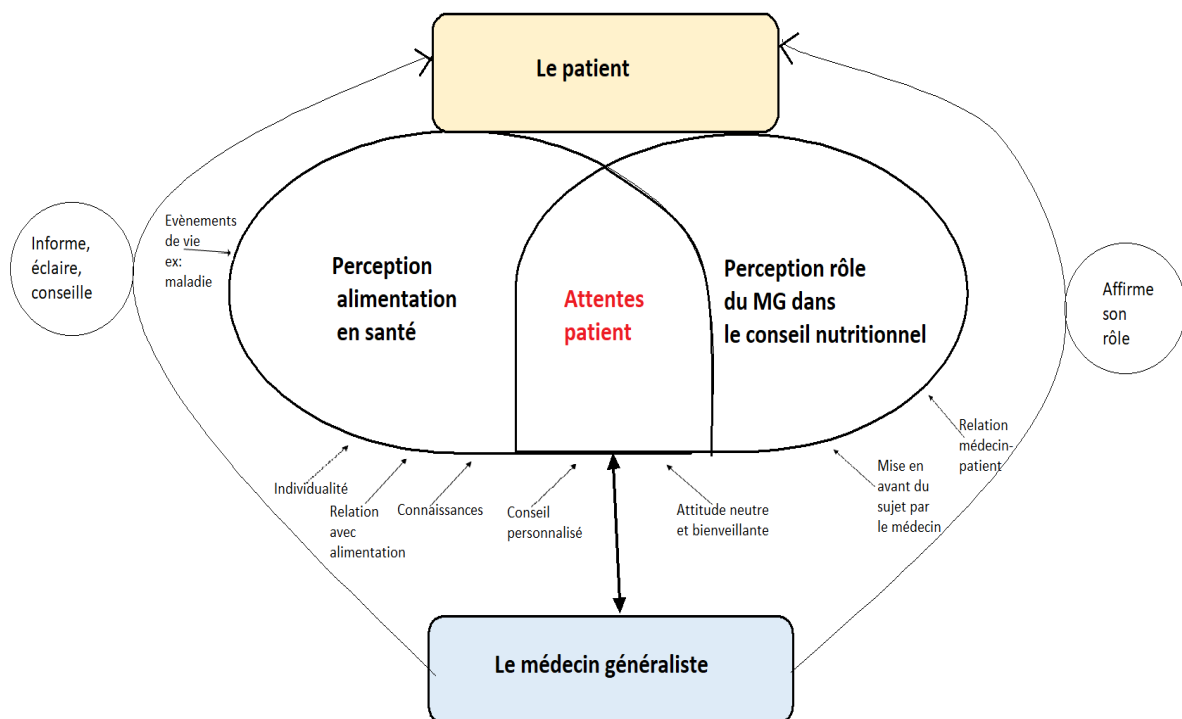 Le patient
Evènements
de vie
ex:
maladie
Informe,
éclaire,
conseille
Perception
alimentation
en santé
Attentes
patient
Perception rôle
du MG dans
le conseil nutritionnel
Affirme
son
rôle
Individualité
Relation
avec
alimentation
Connaissances
Conseil
personnalisé
Attitude neutre
et bienveillante
Mise en
avant du
sujet par
le médecin
Relation
médecin-
patient
Le médecin généraliste